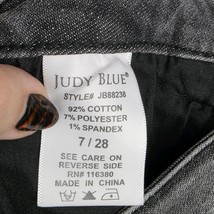 JUDY BLUE®
STYLE# JB88238
92% COTTON
7% POLYESTER
1% SPANDEX
7 / 28
SEE CARE ON
REVERSE SIDE
RN# 116380
MADE IN CHINA